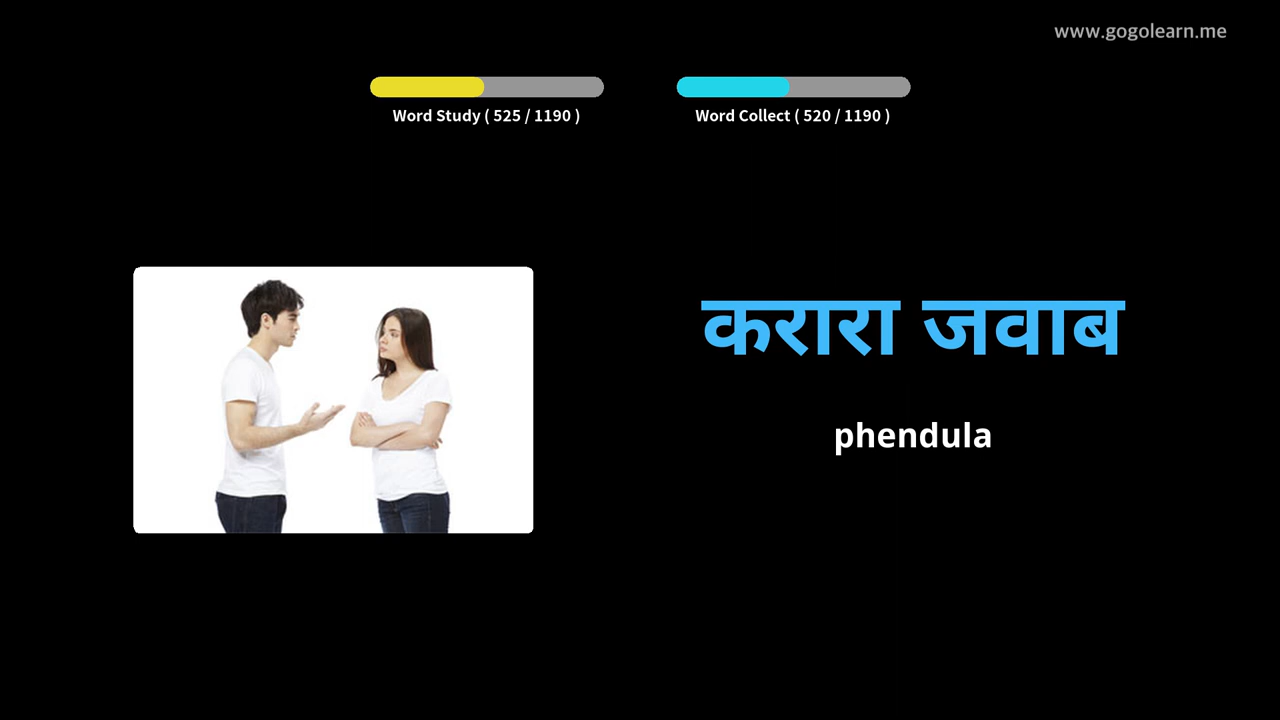 www.gogolearn.me
Word Study ( 525 / 1190 )
Word Collect ( 520 / 1190 )
करारा जवाब
phendula